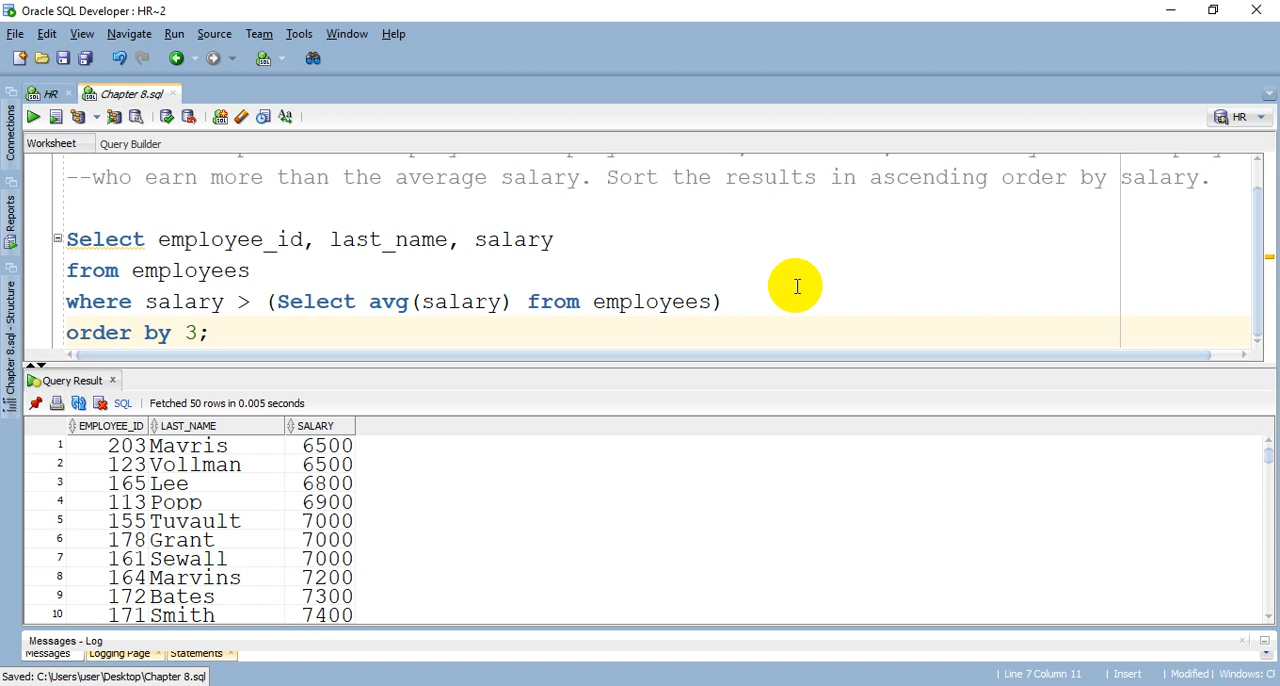 Oracle SQL Developer : HR~2
File Edit View Navigate Run Source Team Tools Window Help
HR Chapter 8.sql
HR
Worksheet Query Builder
Connections
Reports
Chapter 8.sql - Structure
--who earn more than the average salary. Sort the results in ascending order by salary.
Select employee_id, last_name, salary
from employees
where salary > (Select avg(salary) from employees)
order by 3;
Query Result
SQL | Fetched 50 rows in 0.005 seconds
EMPLOYEE_ID LAST_NAME SALARY
1 203 Mavris 6500
2 123 Vollman 6500
3 165 Lee 6800
4 113 Popp 6900
5 155 Tuvault 7000
6 178 Grant 7000
7 161 Sewall 7000
8 164 Marvins 7200
9 172 Bates 7300
10 171 Smith 7400
Messages - Log
Messages Logging Page Statements
Saved: C:\Users\user\Desktop\Chapter 8.sql
| Line 7 Column 11 | Insert | Modified | Windows: Cl